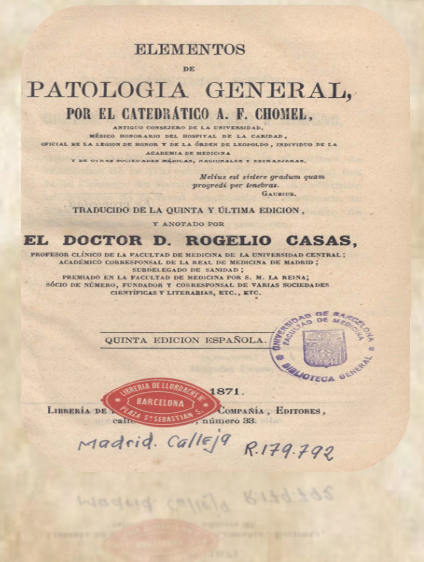 ELEMENTOS
DE
PATOLOGIA GENERAL,
POR EL CATEDRÁTICO A. F. CHOMEL,
ANTIGUO CONSEJERO DE LA UNIVERSIDAD,
MÉDICO HONORARIO DEL HOSPITAL DE LA CARIDAD,
OFICIAL DE LA LEGION DE HONOR Y DE LA ÓRDEN DE LEOPOLDO, INDIVIDUO DE LA
ACADEMIA DE MEDICINA
Y DE OTRAS SOCIEDADES MÉDICAS, NACIONALES Y EXTRANJERAS.
Melius est sistere gradum quam
progredi per tenebras.
GAUBIUS.
TRADUCIDO DE LA QUINTA Y ÚLTIMA EDICION,
Y ANOTADO POR
EL DOCTOR D. ROGELIO CASAS,
PROFESOR CLÍNICO DE LA FACULTAD DE MEDICINA DE LA UNIVERSIDAD CENTRAL;
ACADÉMICO CORRESPONSAL DE LA REAL DE MEDICINA DE MADRID;
SUBDELEGADO DE SANIDAD;
PREMIADO EN LA FACULTAD DE MEDICINA POR S. M. LA REINA;
SÓCIO DE NÚMERO, FUNDADOR Y CORRESPONSAL DE VARIAS SOCIEDADES
CIENTÍFICAS Y LITERARIAS, ETC., ETC.
UNIVERSIDAD DE BARCELONA
FACULTAD DE MEDICINA
BIBLIOTECA GENERAL
QUINTA EDICION ESPAÑOLA.
1871.
LIBRERIA DE LLORDACHS
BARCELONA
PLAZA Sn SEBASTIAN 5.
LIBRERÍA DE COMPAÑIA, EDITORES,
calle número 33.
Madrid. Calleja R.179.792